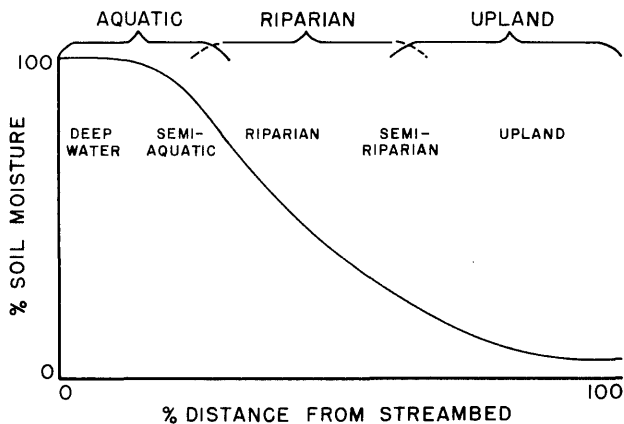 AQUATIC RIPARIAN UPLAND
100
DEEP WATER
SEMI-AQUATIC
RIPARIAN
SEMI-RIPARIAN
UPLAND
% SOIL MOISTURE
0
0 100
% DISTANCE FROM STREAMBED